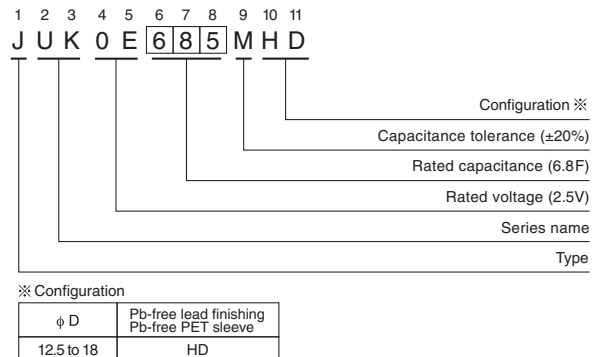 1 2 3 4 5 6 7 8 9 10 11
J U K 0 E 6 8 5 M H D
Configuration ※
Capacitance tolerance (±20%)
Rated capacitance (6.8F)
Rated voltage (2.5V)
Series name
Type
※ Configuration
ϕ D
Pb-free lead finishing
Pb-free PET sleeve
12.5 to 18 HD